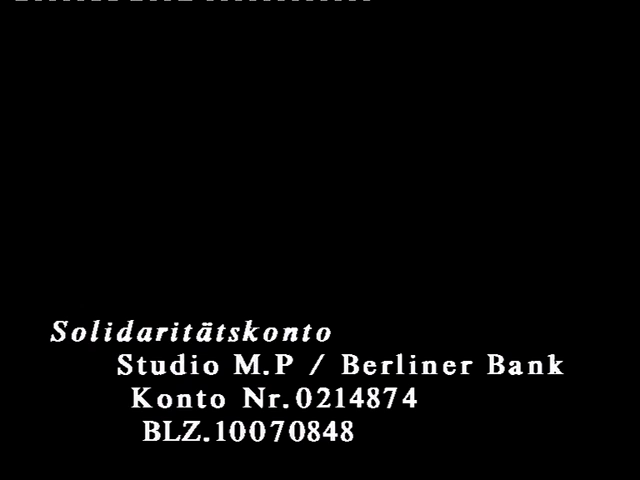 Solidaritätskonto
Studio M.P / Berliner Bank
Konto Nr.0214874
BLZ.10070848